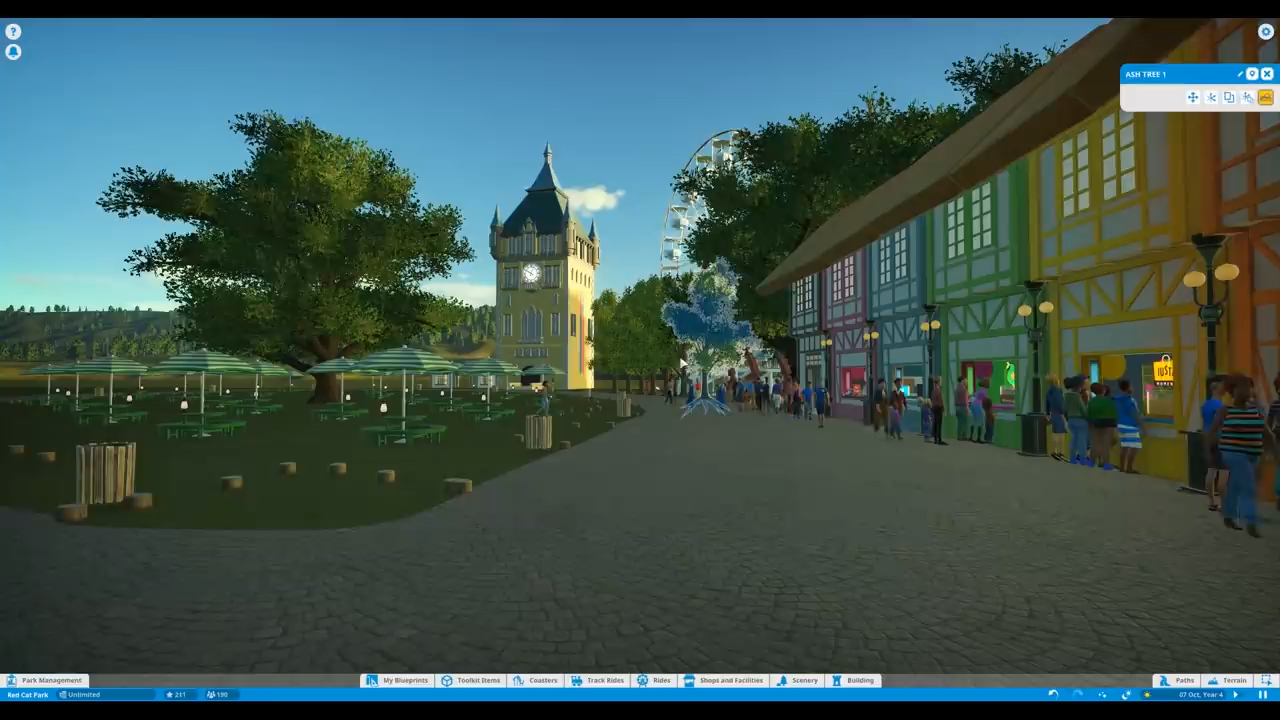 ?
ASH TREE 1
Park Management
My Blueprints
Toolkit Items
Coasters
Track Rides
Rides
Shops and Facilities
Scenery
Building
Paths
Terrain
Red Cat Park
Unlimited
211
190
07 Oct, Year 4